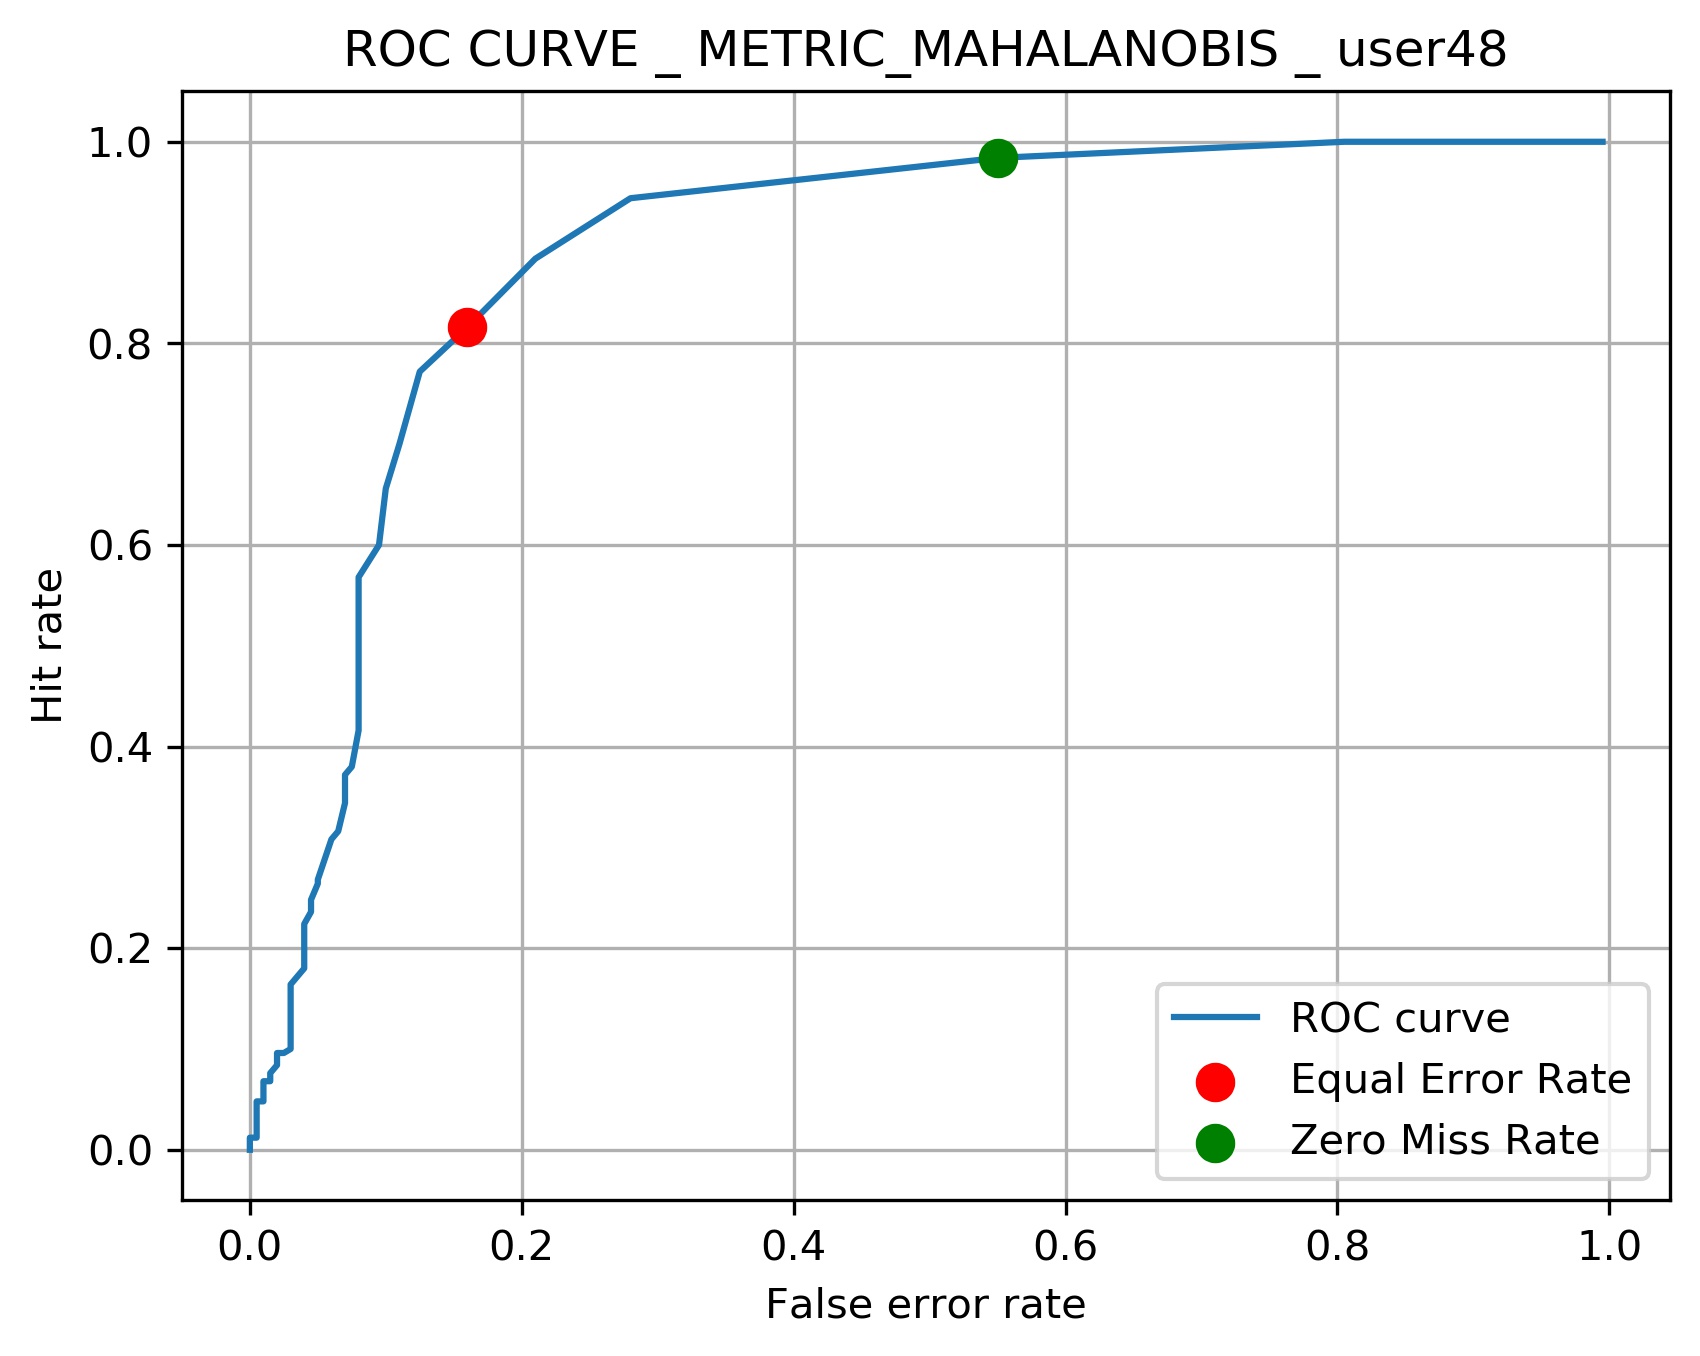 ROC CURVE _ METRIC_MAHALANOBIS _ user48
1.0
0.8
0.6
0.4
0.2
0.0
Hit rate
ROC curve
Equal Error Rate
Zero Miss Rate
0.0 0.2 0.4 0.6 0.8 1.0
False error rate